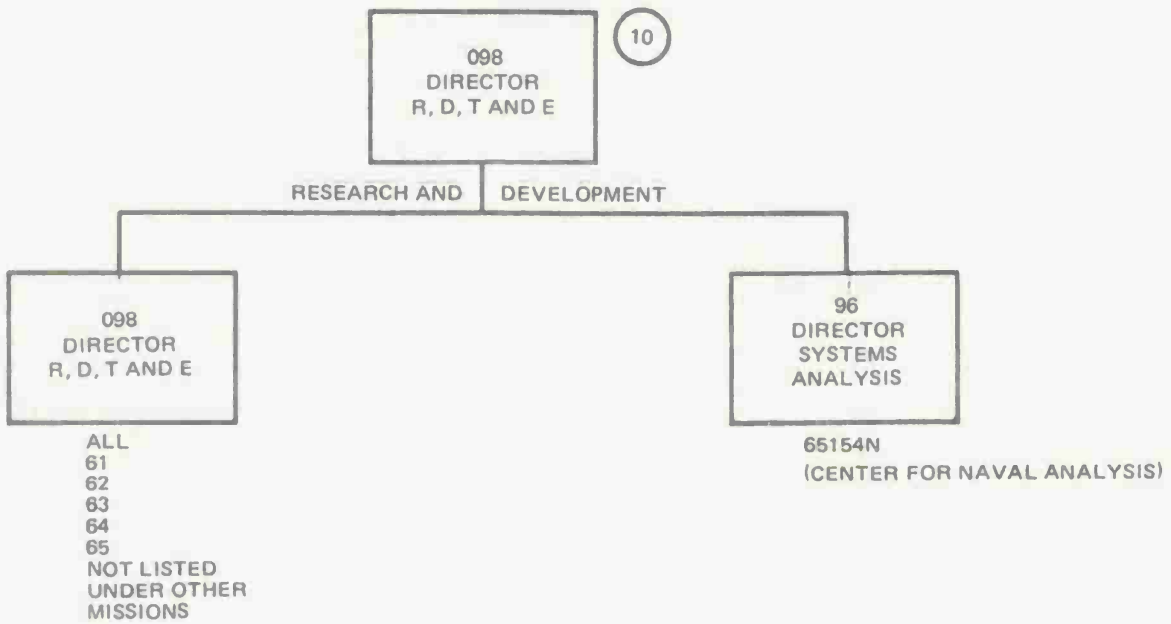 098
DIRECTOR
R, D, T AND E
10
RESEARCH AND DEVELOPMENT
098
DIRECTOR
R, D, T AND E
ALL
61
62
63
64
65
NOT LISTED
UNDER OTHER
MISSIONS
96
DIRECTOR
SYSTEMS
ANALYSIS
65154N
(CENTER FOR NAVAL ANALYSIS)